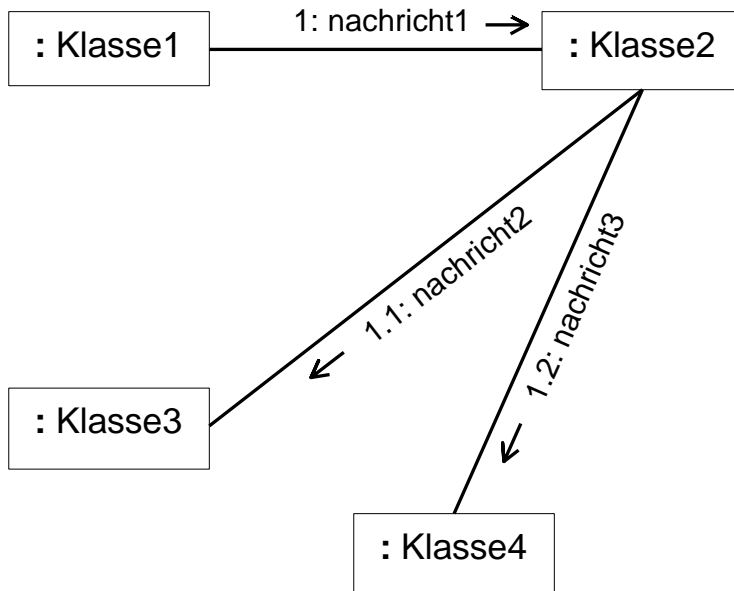 1: nachricht1
: Klasse1
: Klasse2
1.1: nachricht2
1.2: nachricht3
: Klasse3
: Klasse4